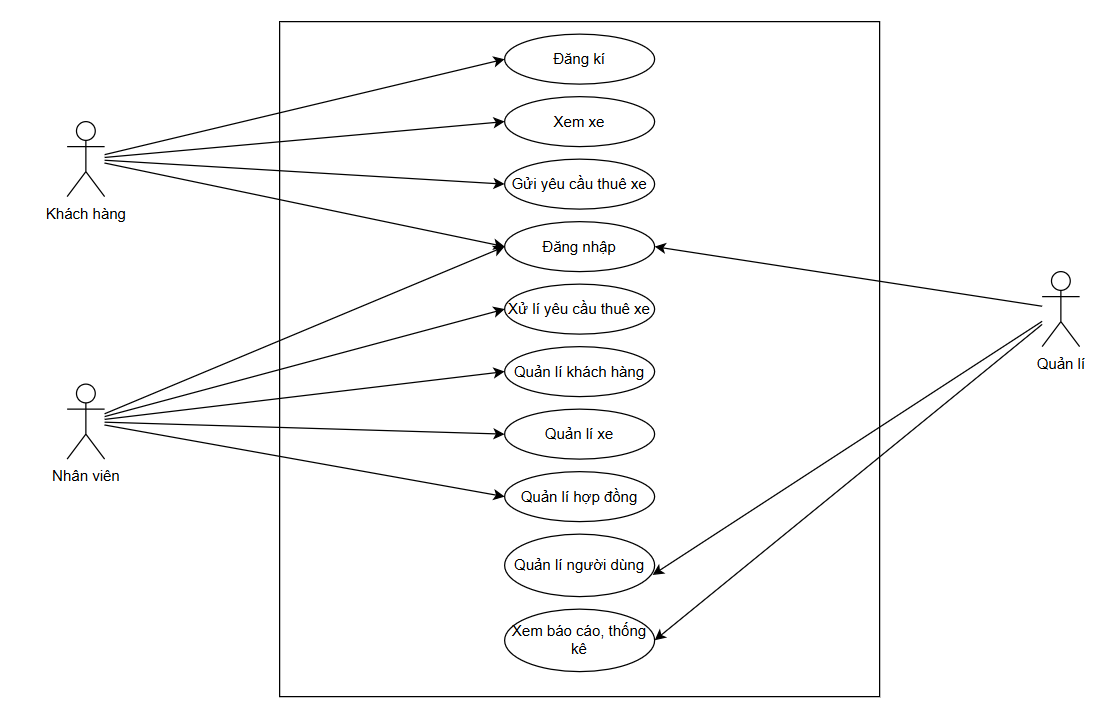 Đăng kí
Xem xe
Gửi yêu cầu thuê xe
Khách hàng
Đăng nhập
Xử lí yêu cầu thuê xe
Quản lí
Quản lí khách hàng
Quản lí xe
Nhân viên
Quản lí hợp đồng
Quản lí người dùng
Xem báo cáo, thống
kê